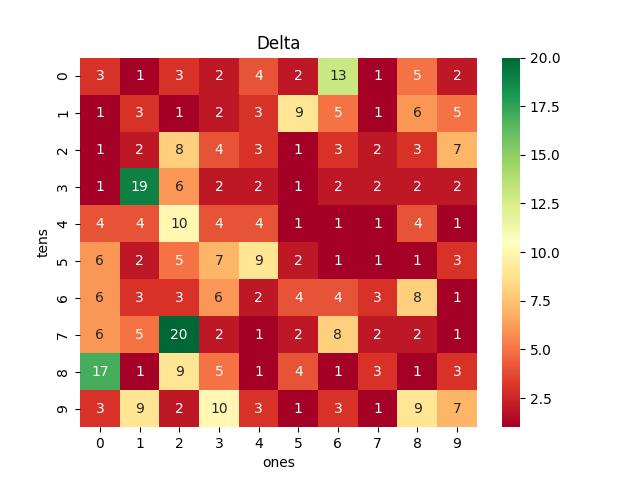 Delta
0 3 1 3 2 4 2 13 1 5 2
1 1 3 1 2 3 9 5 1 6 5
2 1 2 8 4 3 1 3 2 3 7
3 1 19 6 2 2 1 2 2 2 2
4 4 4 10 4 4 1 1 1 4 1
5 6 2 5 7 9 2 1 1 1 3
6 6 3 3 6 2 4 4 3 8 1
7 6 5 20 2 1 2 8 2 2 1
8 17 1 9 5 1 4 1 3 1 3
9 3 9 2 10 3 1 3 1 9 7
0 1 2 3 4 5 6 7 8 9
ones
tens
20.0
17.5
15.0
12.5
10.0
7.5
5.0
2.5